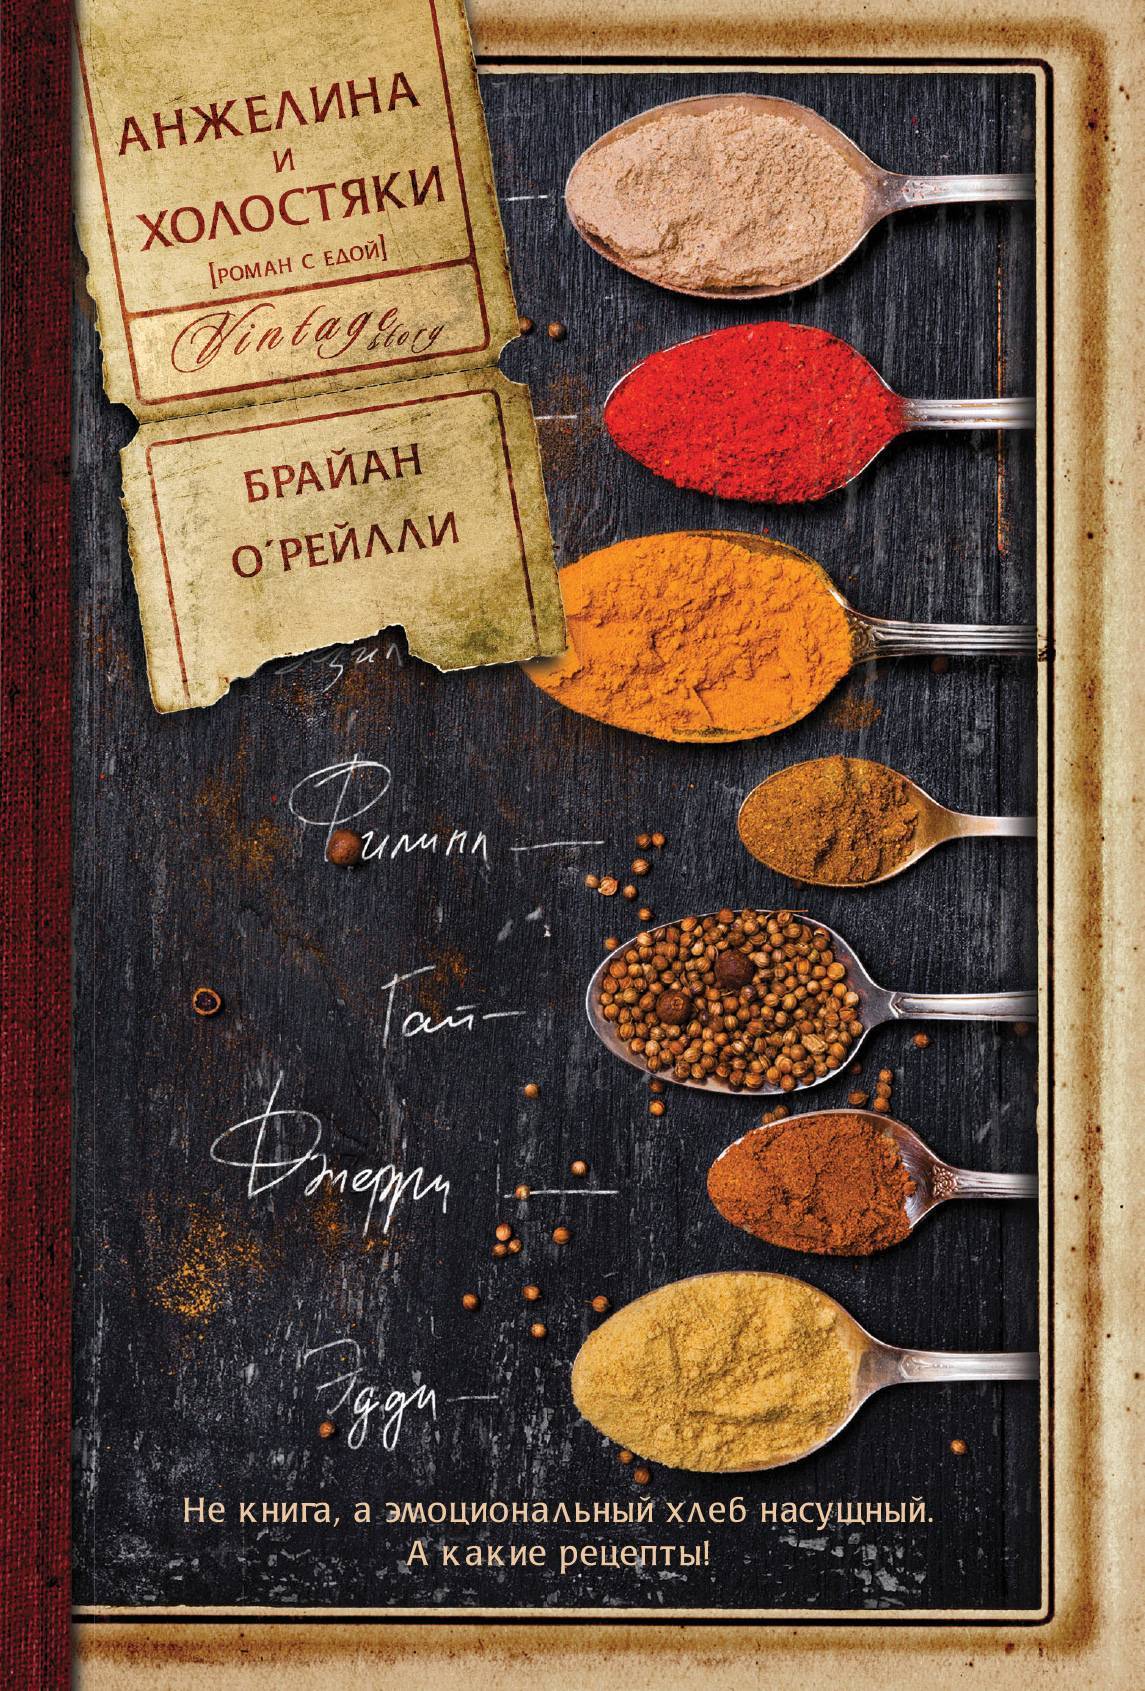 АНЖЕЛИНА
И
ХОЛОСТЯКИ
[РОМАН С ЕДОЙ]
Vintage story
БРАЙАН
О´РЕЙЛЛИ
Филипп —
Гай —
Джерри —
Эдди —
Не книга, а эмоциональный хлеб насущный.
А какие рецепты!